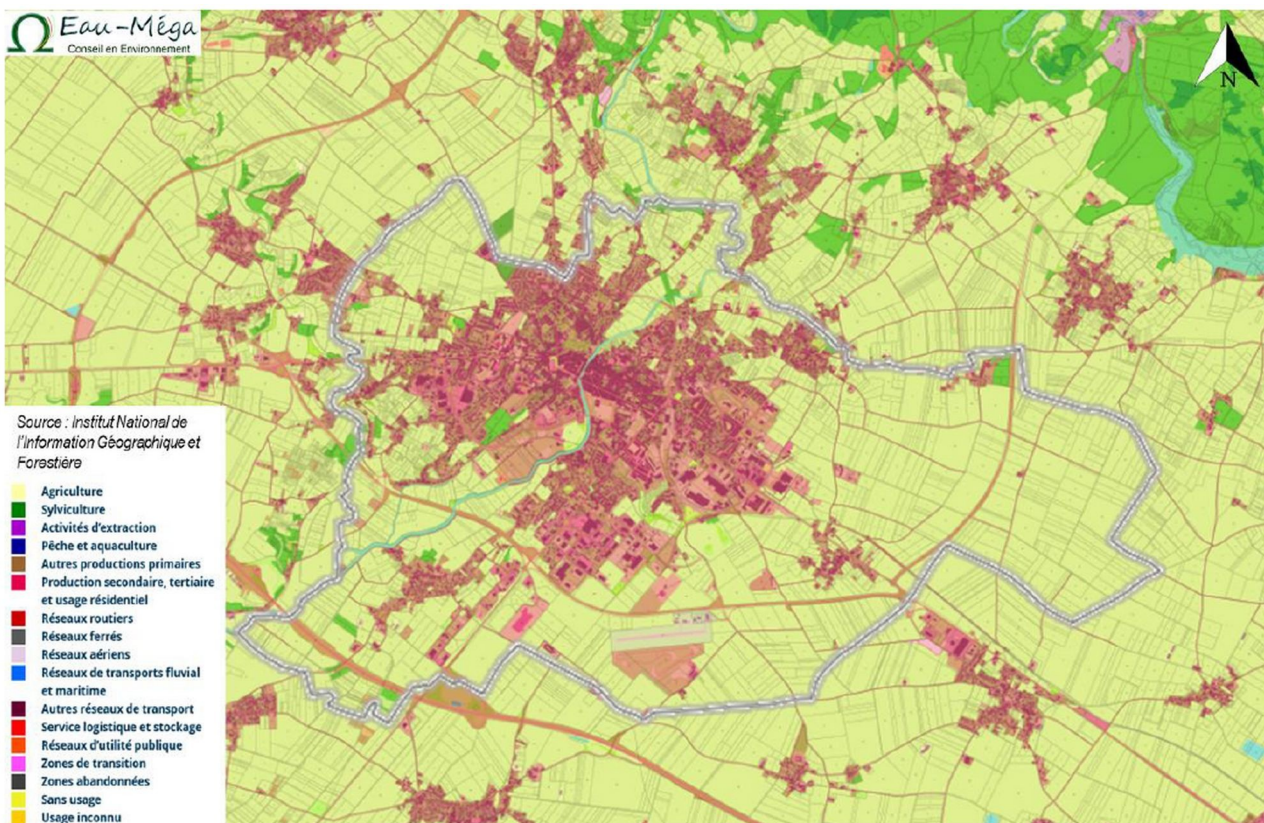 Ω Eau-Méga
Conseil en Environnement
N
Source : Institut National de
l'Information Géographique et
Forestière
Agriculture
Sylviculture
Activités d'extraction
Pêche et aquaculture
Autres productions primaires
Production secondaire, tertiaire
et usage résidentiel
Réseaux routiers
Réseaux ferrés
Réseaux aériens
Réseaux de transports fluvial
et maritime
Autres réseaux de transport
Service logistique et stockage
Réseaux d'utilité publique
Zones de transition
Zones abandonnées
Sans usage
Usage inconnu